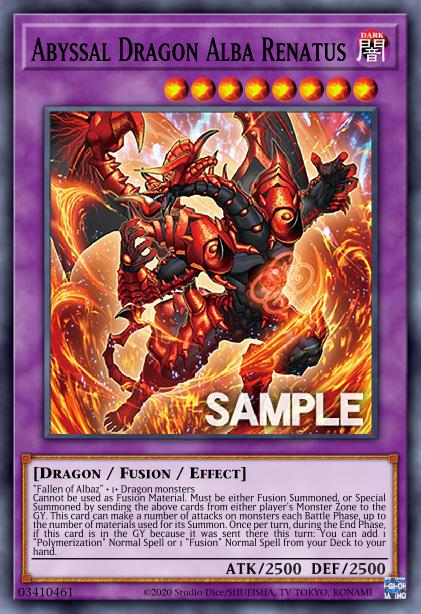 ABYSSAL DRAGON ALBA RENATUS
DARK
闇
SAMPLE
[DRAGON / FUSION / EFFECT]
"Fallen of Albaz" + 1+ Dragon monsters
Cannot be used as Fusion Material. Must be either Fusion Summoned, or Special
Summoned by sending the above cards from either player's Monster Zone to the
GY. This card can make a number of attacks on monsters each Battle Phase, up to
the number of materials used for its Summon. Once per turn, during the End Phase,
if this card is in the GY because it was sent there this turn: You can add 1
"Polymerization" Normal Spell or 1 "Fusion" Normal Spell from your Deck to your
hand.
ATK/2500 DEF/2500
03410461
©2020 Studio Dice/SHUEISHA, TV TOKYO, KONAMI